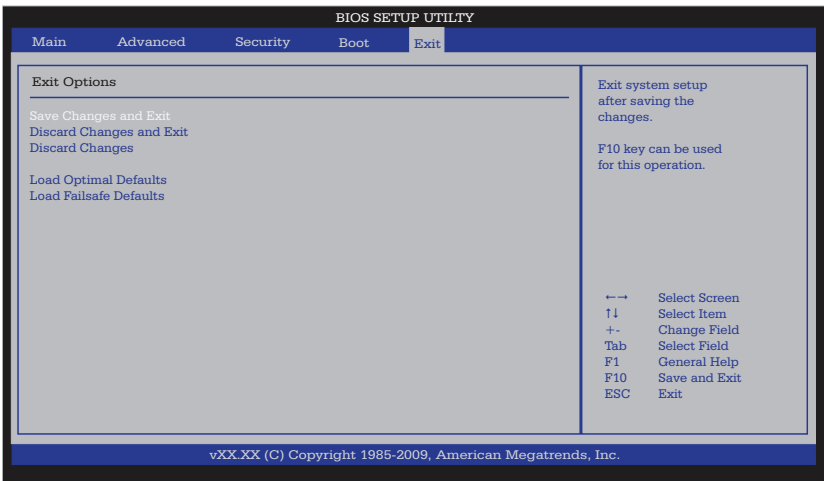 BIOS SETUP UTILTY
Main Advanced Security Boot Exit
Exit Options
Save Changes and Exit
Discard Changes and Exit
Discard Changes
Load Optimal Defaults
Load Failsafe Defaults
Exit system setup
after saving the
changes.
F10 key can be used
for this operation.
←→ Select Screen
↑↓ Select Item
+- Change Field
Tab Select Field
F1 General Help
F10 Save and Exit
ESC Exit
vXX.XX (C) Copyright 1985-2009, American Megatrends, Inc.